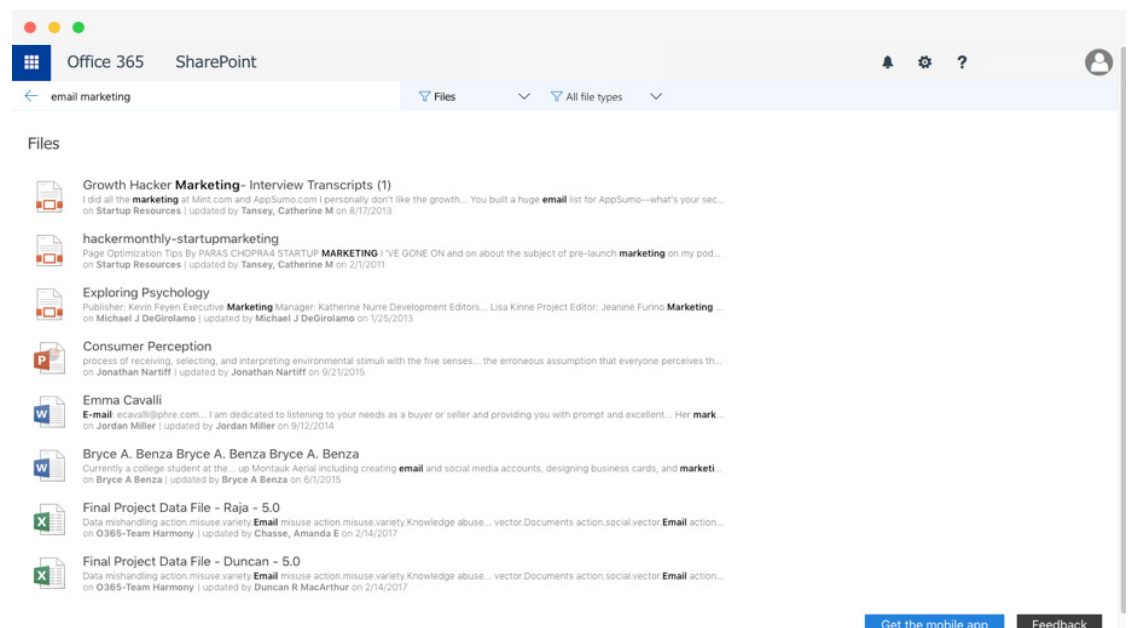 Office 365 SharePoint ?
email marketing Files All file types
Files
Growth Hacker Marketing- Interview Transcripts (1)
I did all the marketing at Mint.com and AppSumo.com I personally don't like the growth... You built a huge email list for AppSumo--what's your sec...
on Startup Resources | updated by Tansey, Catherine M on 8/17/2013
hackermonthly-startupmarketing
Page Optimization Tips By PARAS CHOPRA4 STARTUP MARKETING I 'VE GONE ON and on about the subject of pre-launch marketing on my pod...
on Startup Resources | updated by Tansey, Catherine M on 2/1/2011
Exploring Psychology
Publisher: Kevin Feyen Executive Marketing Manager: Katherine Nurre Development Editors... Lisa Kinne Project Editor: Jeanine Furino Marketing ...
on Michael J DeGirolamo | updated by Michael J DeGirolamo on 1/25/2013
Consumer Perception
process of receiving, selecting, and interpreting environmental stimuli with the five senses... the erroneous assumption that everyone perceives th...
on Jonathan Nartiff | updated by Jonathan Nartiff on 9/21/2015
Emma Cavalli
E-mail: ecavalli@phre.com... I am dedicated to listening to your needs as a buyer or seller and providing you with prompt and excellent... Her mark...
on Jordan Miller | updated by Jordan Miller on 9/12/2014
Bryce A. Benza Bryce A. Benza Bryce A. Benza
Currently a college student at the... up Montauk Aerial including creating email and social media accounts, designing business cards, and marketi...
on Bryce A Benza | updated by Bryce A Benza on 6/1/2015
Final Project Data File - Raja - 5.0
Data mishandling action.misuse.variety.Email misuse action.misuse.variety.Knowledge abuse... vector.Documents action.social.vector.Email action...
on O365-Team Harmony | updated by Chasse, Amanda E on 2/14/2017
Final Project Data File - Duncan - 5.0
Data mishandling action.misuse.variety.Email misuse action.misuse.variety.Knowledge abuse... vector.Documents action.social.vector.Email action...
on O365-Team Harmony | updated by Duncan R MacArthur on 2/14/2017
Get the mobile app Feedback